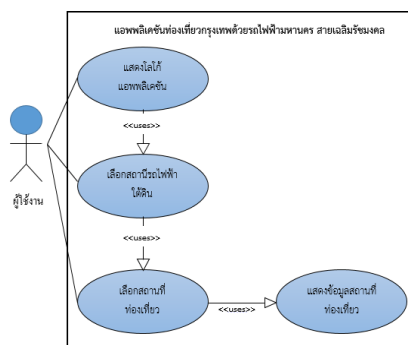 แอพพลิเคชันท่องเที่ยวกรุงเทพด้วยรถไฟฟ้ามหานคร สายเฉลิมรัชมงคล
แสดงโลโก้
แอพพลิเคชัน
<<uses>>
เลือกสถานีรถไฟฟ้า
ใต้ดิน
ผู้ใช้งาน
<<uses>>
เลือกสถานที่
ท่องเที่ยว
<<uses>>
แสดงข้อมูลสถานที่
ท่องเที่ยว